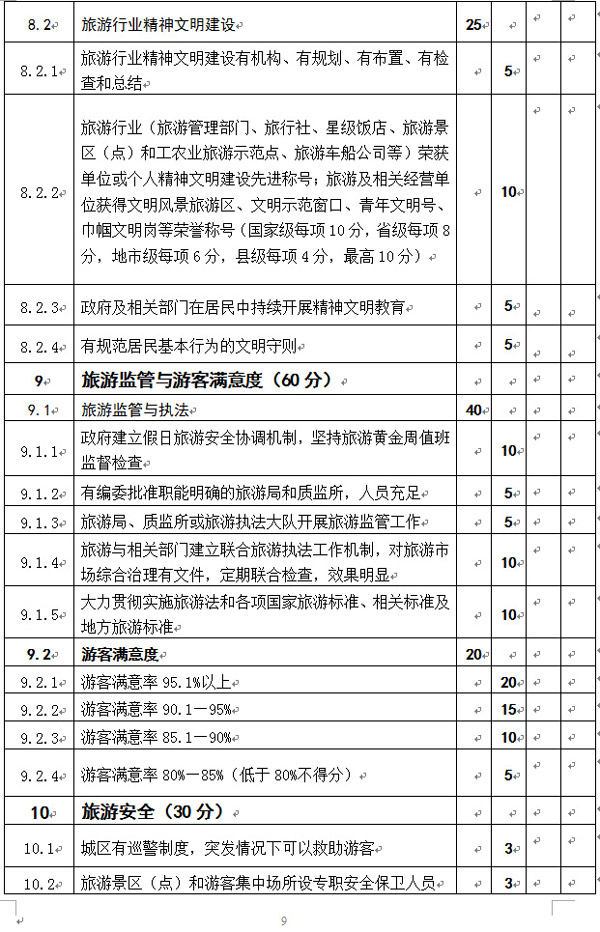 8.2 旅游行业精神文明建设 25
8.2.1 旅游行业精神文明建设有机构、有规划、有布置、有检
查和总结 5
8.2.2 旅游行业（旅游管理部门、旅行社、星级饭店、旅游景
区（点）和工农业旅游示范点、旅游车船公司等）荣获
单位或个人精神文明建设先进称号；旅游及相关经营单
位获得文明风景旅游区、文明示范窗口、青年文明号、
巾帼文明岗等荣誉称号（国家级每项 10 分，省级每项 8
分，地市级每项 6 分，县级每项 4 分，最高 10 分） 10
8.2.3 政府及相关部门在居民中持续开展精神文明教育 5
8.2.4 有规范居民基本行为的文明守则 5
9 旅游监管与游客满意度（60 分）
9.1 旅游监管与执法 40
9.1.1 政府建立假日旅游安全协调机制，坚持旅游黄金周值班
监督检查 10
9.1.2 有编委批准职能明确的旅游局和质监所，人员充足 5
9.1.3 旅游局、质监所或旅游执法大队开展旅游监管工作 5
9.1.4 旅游与相关部门建立联合旅游执法工作机制，对旅游市
场综合治理有文件，定期联合检查，效果明显 10
9.1.5 大力贯彻实施旅游法和各项国家旅游标准、相关标准及
地方旅游标准 10
9.2 游客满意度 20
9.2.1 游客满意率 95.1%以上 20
9.2.2 游客满意率 90.1—95% 15
9.2.3 游客满意率 85.1—90% 10
9.2.4 游客满意率 80%—85%（低于 80%不得分） 5
10 旅游安全（30 分）
10.1 城区有巡警制度，突发情况下可以救助游客 3
10.2 旅游景区（点）和游客集中场所设专职安全保卫人员 3
9